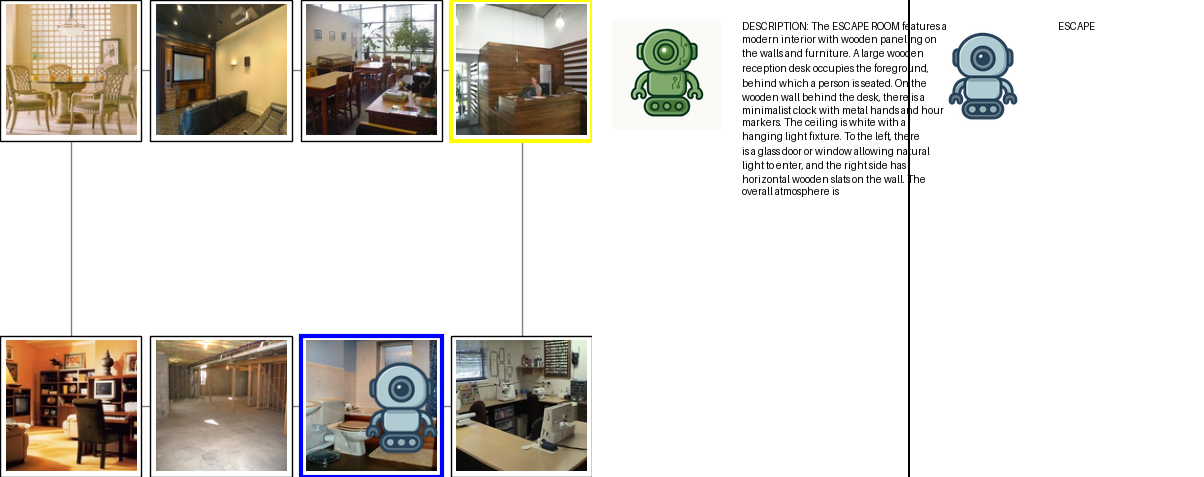 DESCRIPTION: The ESCAPE ROOM features a
modern interior with wooden paneling on
the walls and furniture. A large wooden
reception desk occupies the foreground,
behind which a person is seated. On the
wooden wall behind the desk, there is a
minimalist clock with metal hands and hour
markers. The ceiling is white with a
hanging light fixture. To the left, there
is a glass door or window allowing natural
light to enter, and the right side has
horizontal wooden slats on the wall. The
overall atmosphere is
ESCAPE